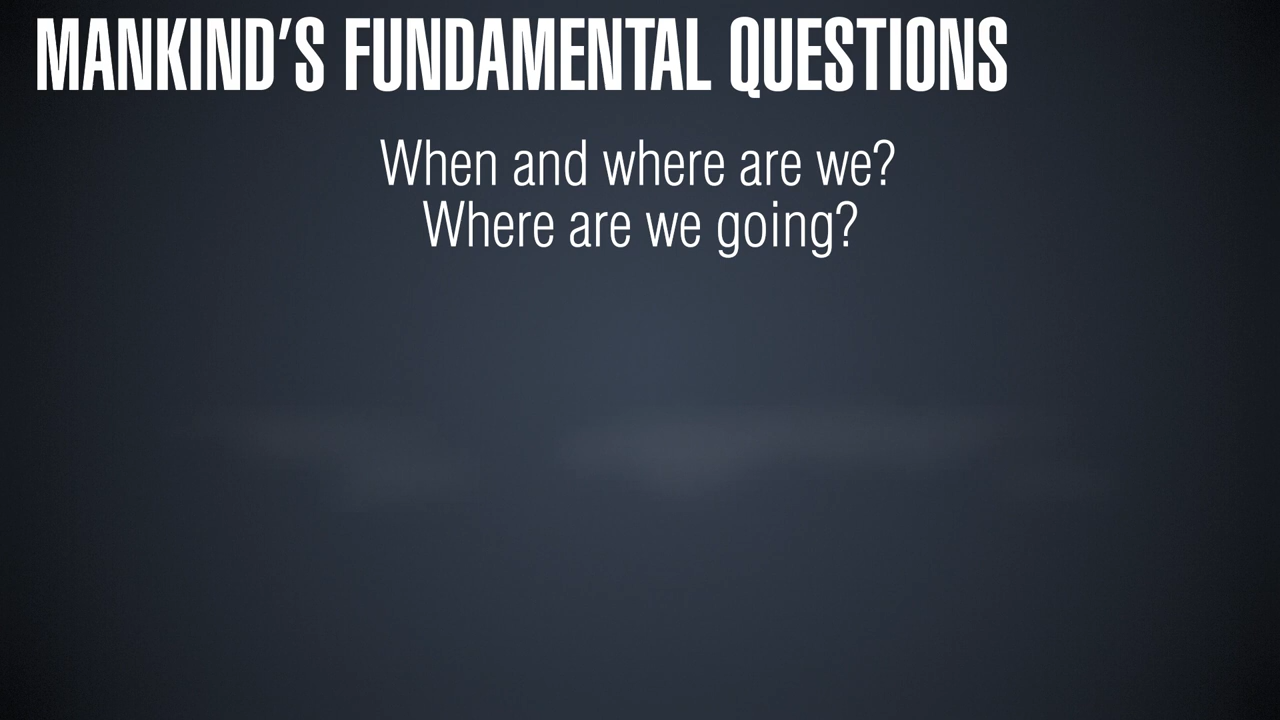 MANKIND’S FUNDAMENTAL QUESTIONS
When and where are we?
Where are we going?